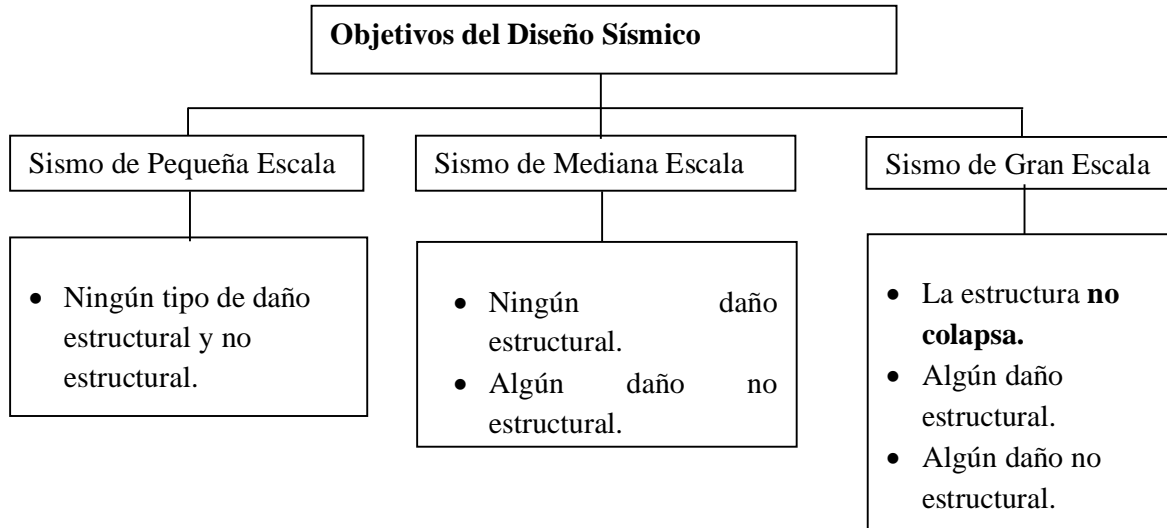 Objetivos del Diseño Sísmico
Sismo de Pequeña Escala
• Ningún tipo de daño
estructural y no
estructural.
Sismo de Mediana Escala
• Ningún daño
estructural.
• Algún daño no
estructural.
Sismo de Gran Escala
• La estructura no
colapsa.
• Algún daño
estructural.
• Algún daño no
estructural.